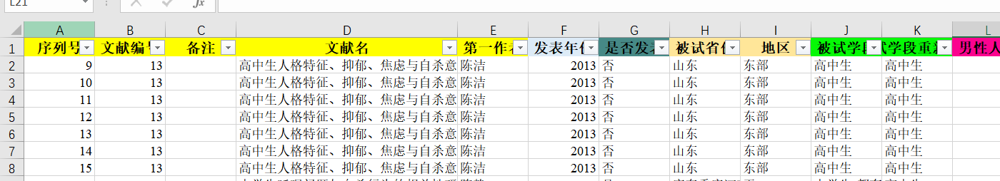 L21 fx
A B C D E F G H I J K L
1 序列号 文献编号 备注 文献名 第一作者 发表年份 是否发表 被试省份 地区 被试学段 试学段重新 男性人
2 9 13 高中生人格特征、抑郁、焦虑与自杀意 陈洁 2013 否 山东 东部 高中生 高中生
3 10 13 高中生人格特征、抑郁、焦虑与自杀意 陈洁 2013 否 山东 东部 高中生 高中生
4 11 13 高中生人格特征、抑郁、焦虑与自杀意 陈洁 2013 否 山东 东部 高中生 高中生
5 12 13 高中生人格特征、抑郁、焦虑与自杀意 陈洁 2013 否 山东 东部 高中生 高中生
6 13 13 高中生人格特征、抑郁、焦虑与自杀意 陈洁 2013 否 山东 东部 高中生 高中生
7 14 13 高中生人格特征、抑郁、焦虑与自杀意 陈洁 2013 否 山东 东部 高中生 高中生
8 15 13 高中生人格特征、抑郁、焦虑与自杀意 陈洁 2013 否 山东 东部 高中生 高中生